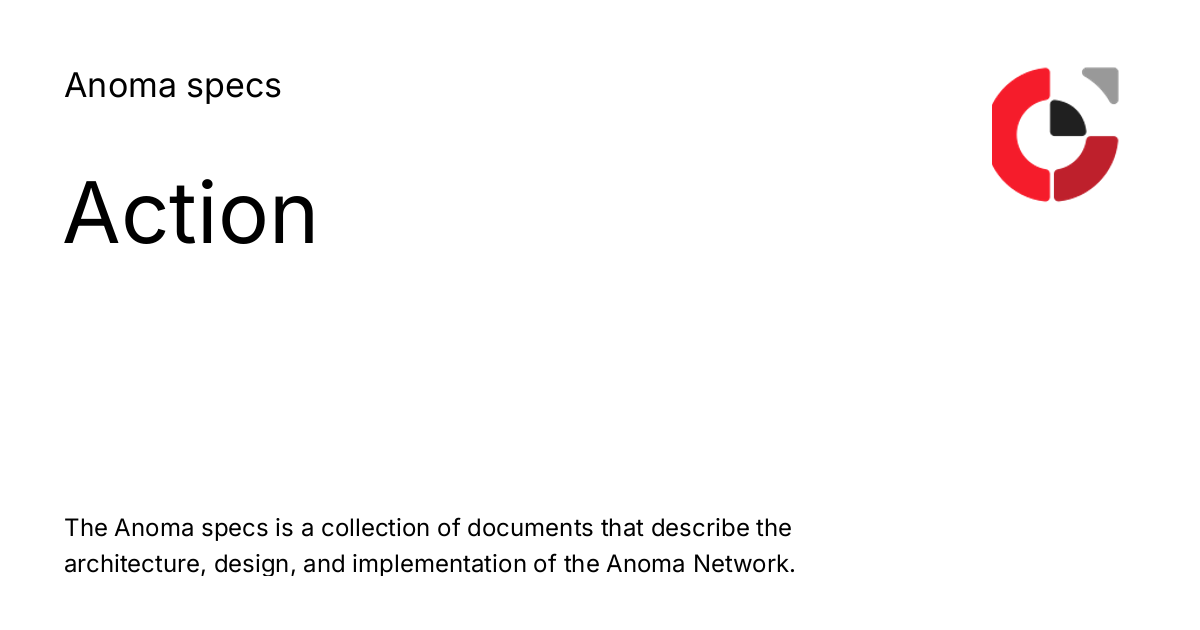 Anoma specs
Action
The Anoma specs is a collection of documents that describe the
architecture, design, and implementation of the Anoma Network.